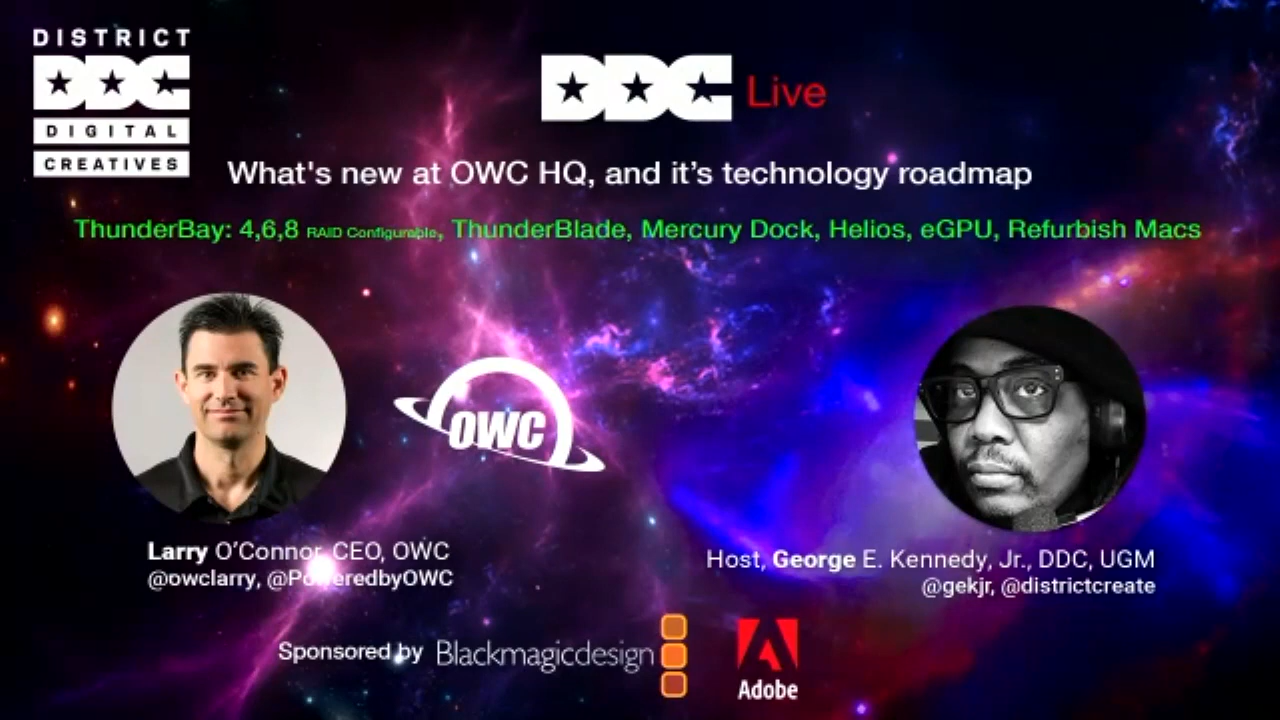 DISTRICT
DDC
DIGITAL
CREATIVES
DDC Live
What's new at OWC HQ, and it’s technology roadmap
ThunderBay: 4,6,8 RAID Configurable, ThunderBlade, Mercury Dock, Helios, eGPU, Refurbish Macs
OWC
Larry O’Connor, CEO, OWC
@owclarry, @PoweredbyOWC
Host, George E. Kennedy, Jr., DDC, UGM
@gekjr, @districtcreate
Sponsored by Blackmagicdesign
Adobe